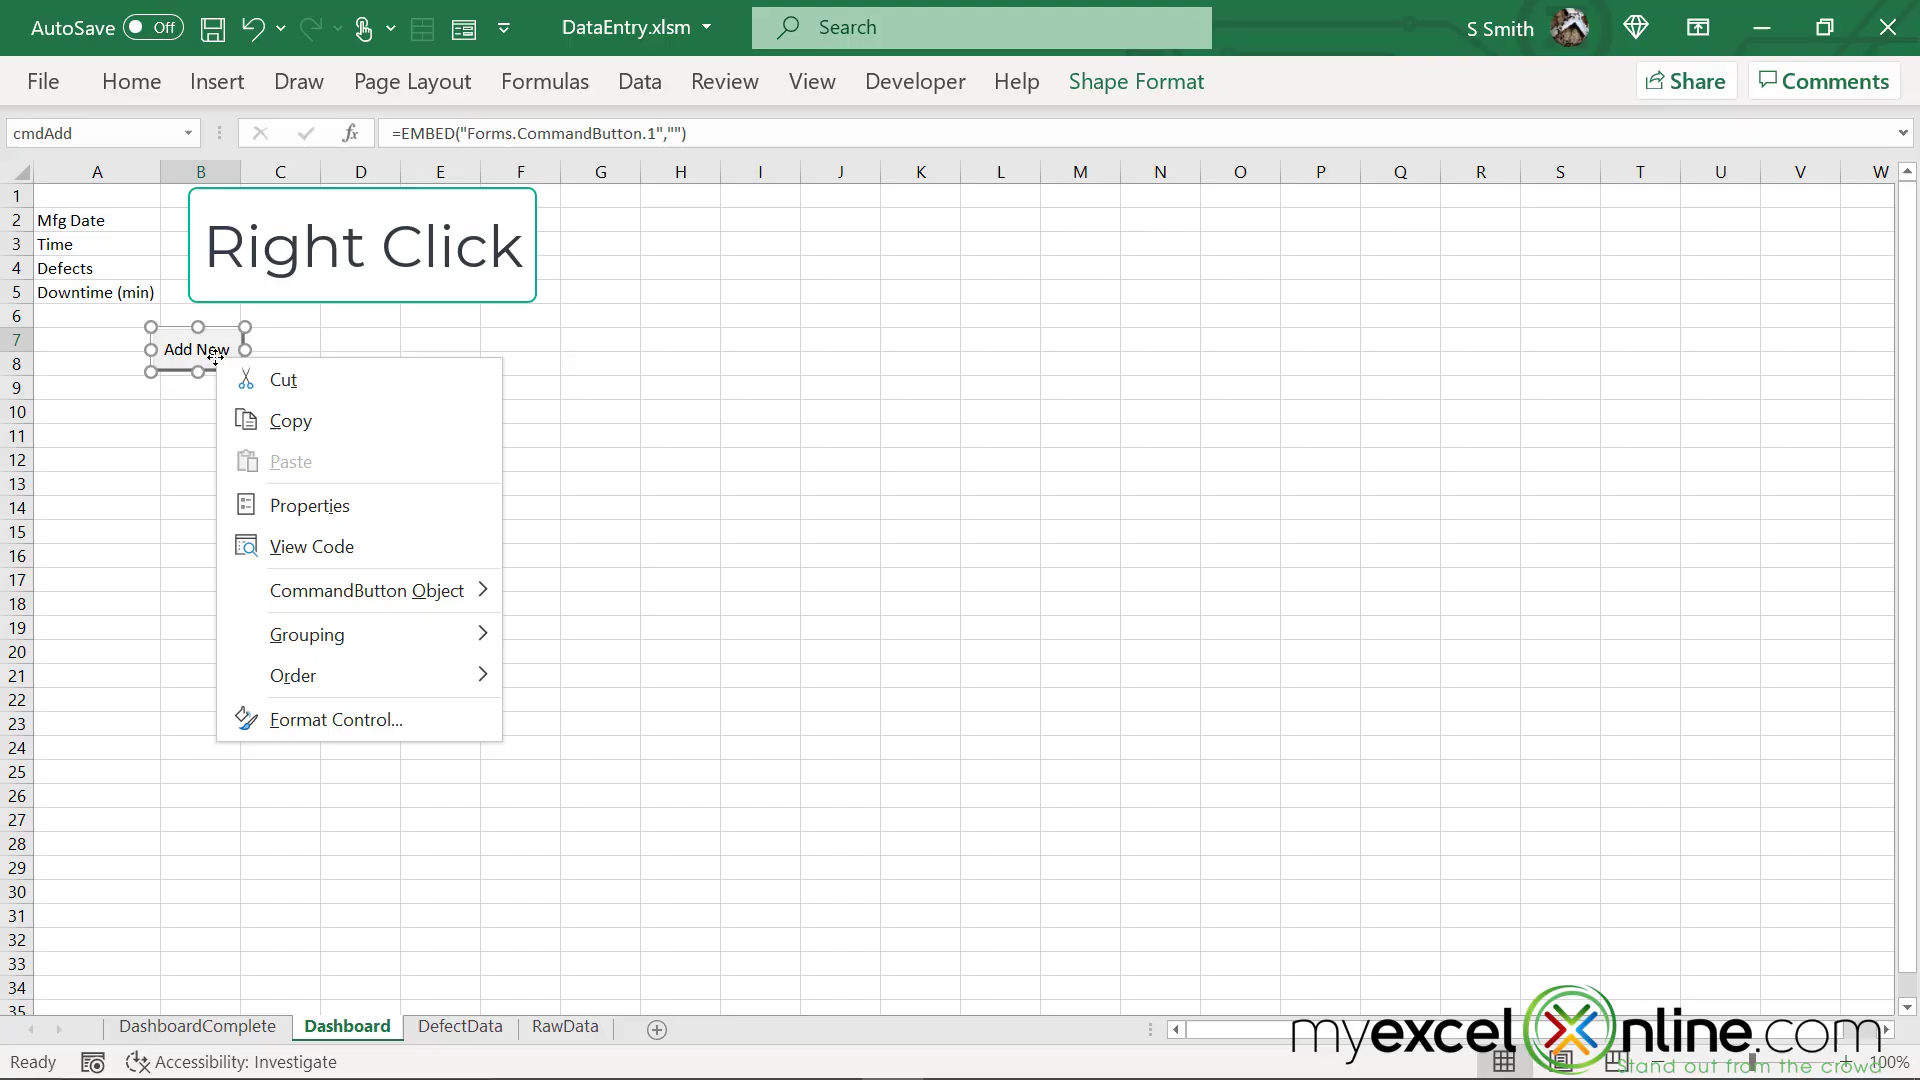 AutoSave Off DataEntry.xlsm Search S Smith
File Home Insert Draw Page Layout Formulas Data Review View Developer Help Shape Format Share Comments
cmdAdd fx =EMBED("Forms.CommandButton.1","")
A B C D E F G H I J K L M N O P Q R S T U V W
1
2 Mfg Date
3 Time
4 Defects
5 Downtime (min)
Right Click
6
7
Add New
8
Cut
9
10
Copy
11
12
Paste
13
14
Properties
15
16
View Code
17
CommandButton Object
18
19
Grouping
20
21
Order
22
23
Format Control...
24
25
26
27
28
29
30
31
32
33
34
35
DashboardComplete Dashboard DefectData RawData
myexcelonline.com
Stand out from the crowd
Ready Accessibility: Investigate 100%